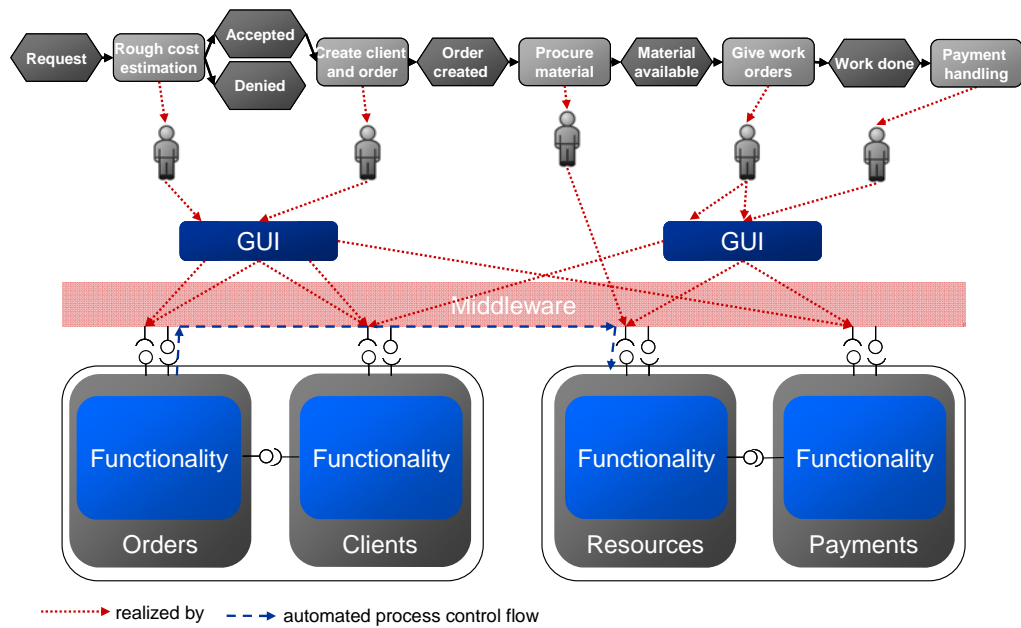 Request
Rough cost
estimation
Accepted
Denied
Create client
and order
Order
created
Procure
material
Material
available
Give work
orders
Work done
Payment
handling
GUI
GUI
Middleware
Functionality
Functionality
Functionality
Functionality
Orders
Clients
Resources
Payments
realized by
automated process control flow